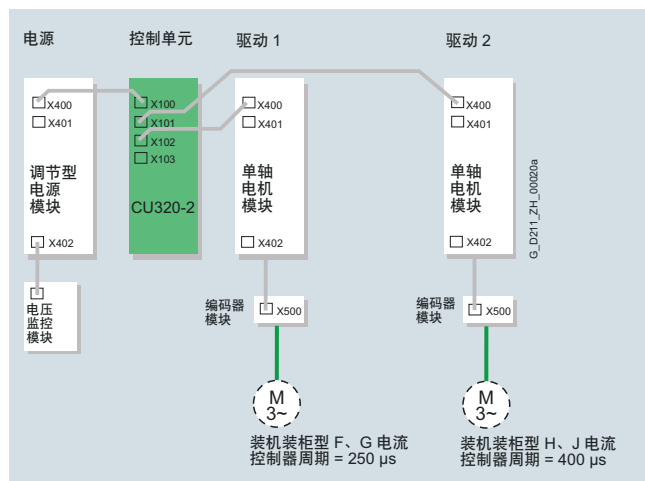 电源
控制单元
驱动 1
驱动 2
X400
X401
调节型
电源
模块
X402
X100
X101
X102
X103
CU320-2
X400
X401
单轴
电机
模块
X402
X400
X401
单轴
电机
模块
X402
G_D211_ZH_00020a
电压
监控
模块
编码器
模块
X500
编码器
模块
X500
M
3~
M
3~
装机装柜型 F、G 电流
控制器周期 = 250 µs
装机装柜型 H、J 电流
控制器周期 = 400 µs